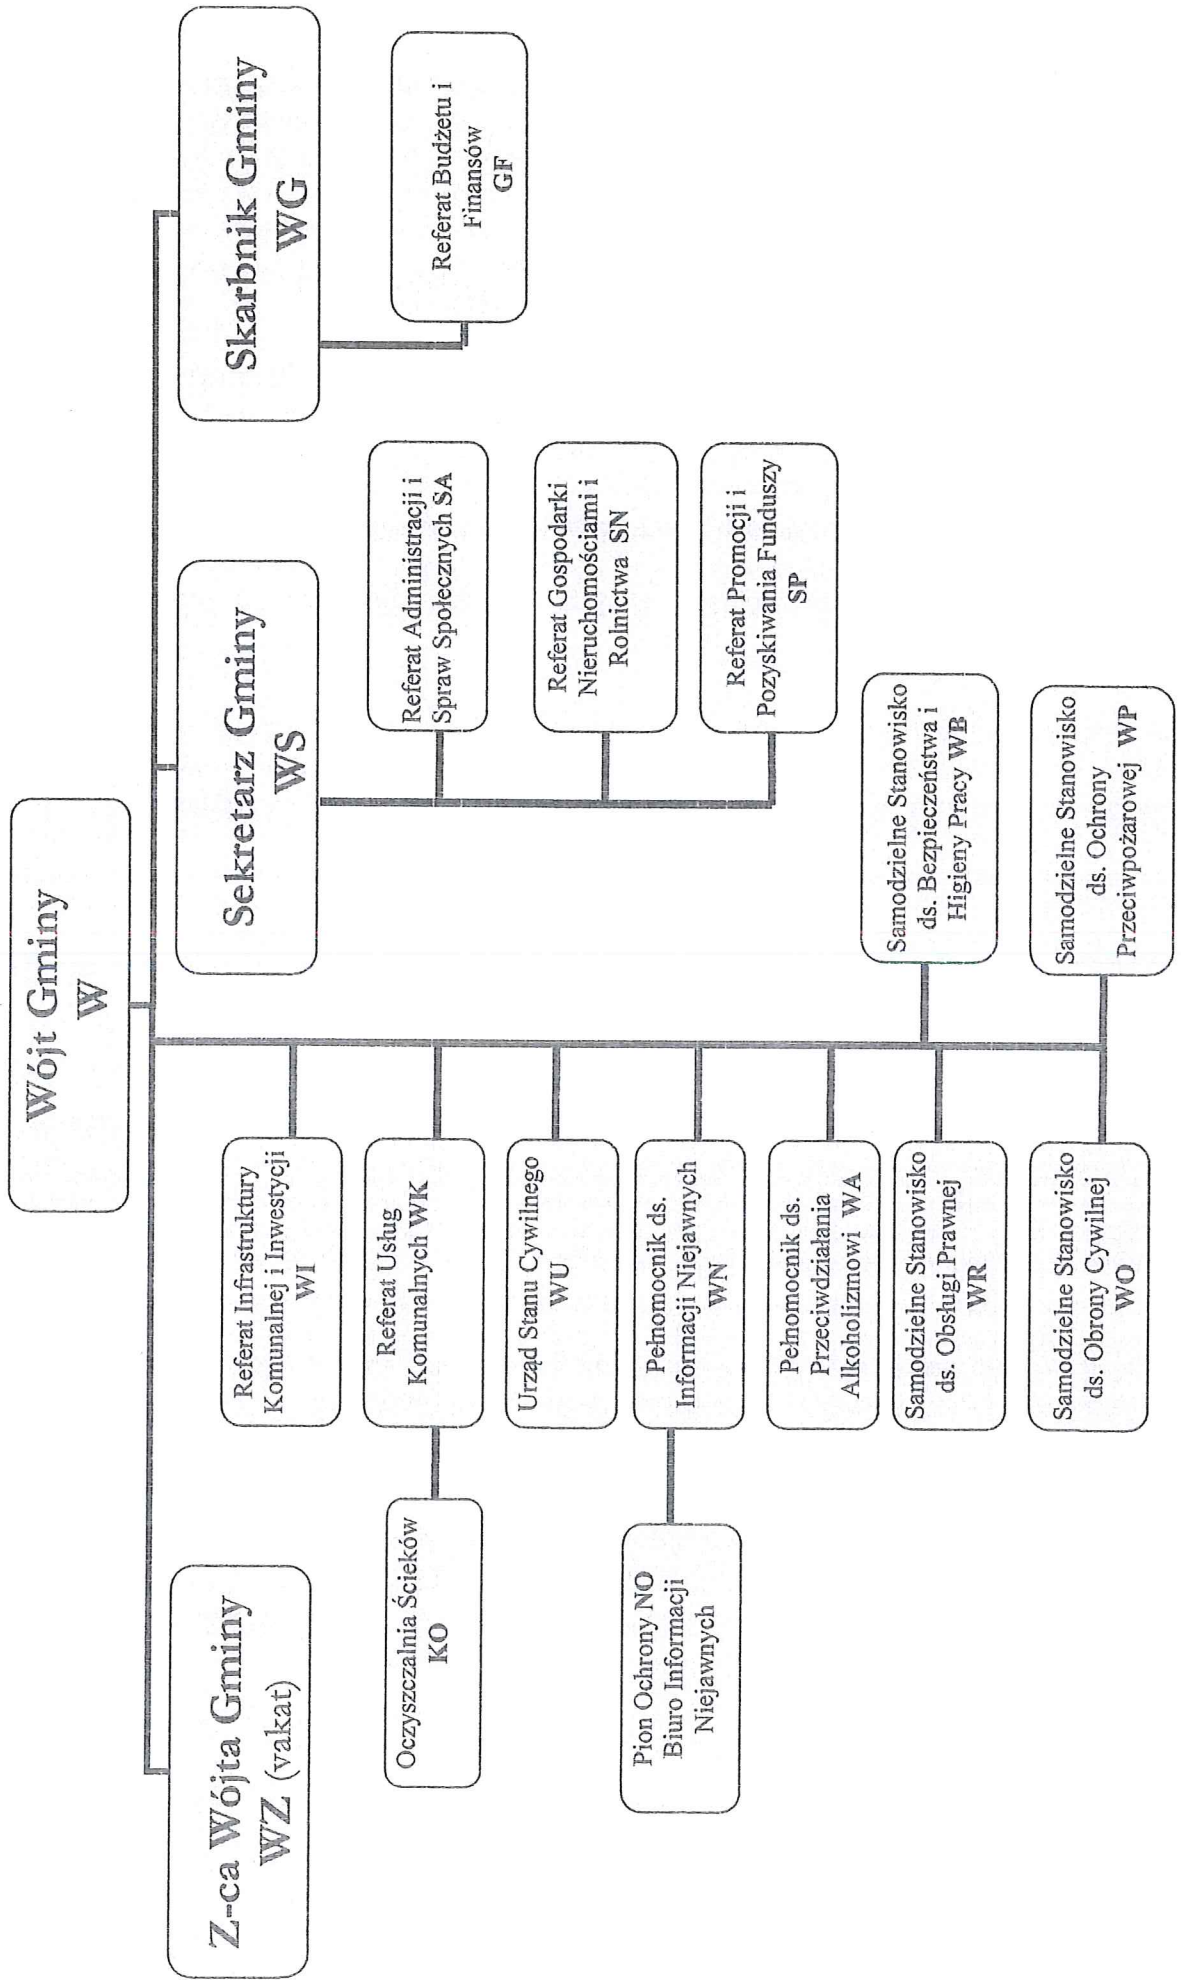 Wójt Gminy
W
Z-ca Wójta Gminy
WZ (vakat)
Sekretarz Gminy
WS
Skarbnik Gminy
WG
Referat Infrastruktury
Komunalnej i Inwestycji
WI
Referat Usług
Komunalnych WK
Oczyszczalnia Ścieków
KO
Urząd Stanu Cywilnego
WU
Pełnomocnik ds.
Informacji Niejawnych
WN
Pion Ochrony NO
Biuro Informacji
Niejawnych
Pełnomocnik ds.
Przeciwdziałania
Alkoholizmowi WA
Samodzielne Stanowisko
ds. Obsługi Prawnej
WR
Samodzielne Stanowisko
ds. Obrony Cywilnej
WO
Samodzielne Stanowisko
ds. Bezpieczeństwa i
Higieny Pracy WB
Samodzielne Stanowisko
ds. Ochrony
Przeciwpożarowej WP
Referat Administracji i
Spraw Społecznych SA
Referat Gospodarki
Nieruchomościami i
Rolnictwa SN
Referat Promocji i
Pozyskiwania Funduszy
SP
Referat Budżetu i
Finansów
GF